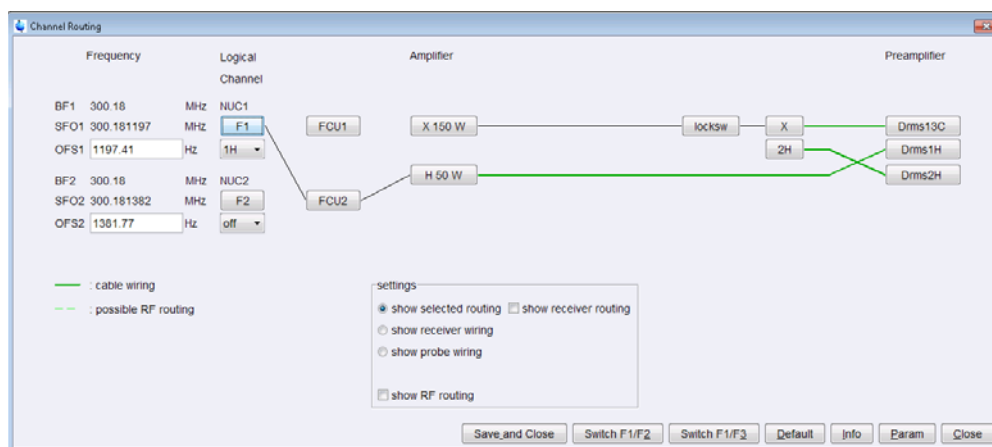 Channel Routing
Frequency Logical Channel Amplifier Preamplifier
BF1 300.18 MHz NUC1
SFO1 300.181197 MHz F1 FCU1 X 150 W locksw X Drms13C
OFS1 1197.41 Hz 1H 2H Drms1H
BF2 300.18 MHz NUC2 H 50 W Drms2H
SFO2 300.181382 MHz F2 FCU2
OFS2 1381.77 Hz off
: cable wiring
: possible RF routing
settings
show selected routing show receiver routing
show receiver wiring
show probe wiring
show RF routing
Save and Close Switch F1/F2 Switch F1/F3 Default Info Param Close